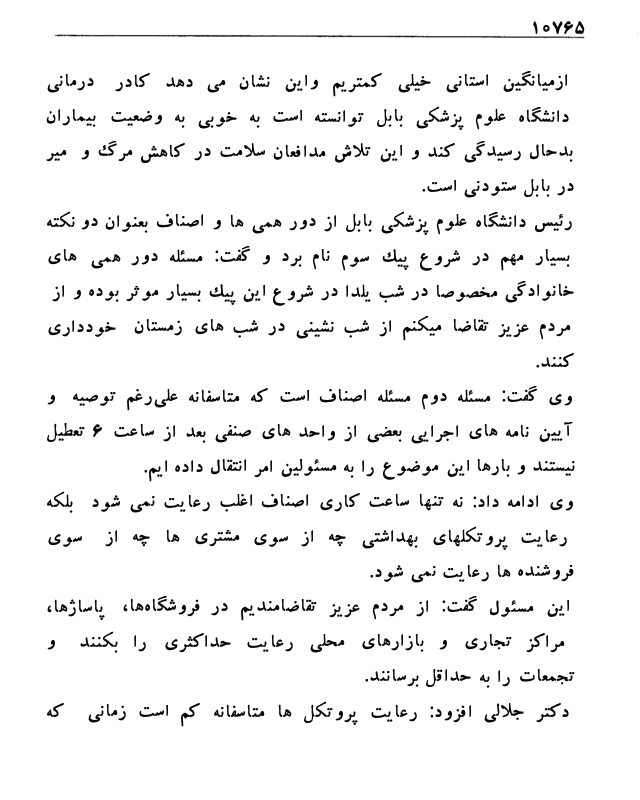 ۱۰۷۶۵
ازمیانگین استانی خیلی کمتریم واین نشان می دهد کادر درمانی
دانشگاه علوم پزشکی بابل توانسته است به خوبی به وضعیت بیماران
بدحال رسیدگی کند و این تلاش مدافعان سلامت در کاهش مرگ و میر
در بابل ستودنی است.
رئیس دانشگاه علوم پزشکی بابل از دور همی ها و اصناف بعنوان دو نکته
بسیار مهم در شروع پیک سوم نام برد و گفت: مسئله دور همی های
خانوادگی مخصوصا در شب یلدا در شروع این پیک بسیار موثر بوده و از
مردم عزیز تقاضا میکنم از شب نشینی در شب های زمستان خودداری
کنند.
وی گفت: مسئله دوم مسئله اصناف است که متاسفانه علی‌رغم توصیه و
آیین نامه های اجرایی بعضی از واحد های صنفی بعد از ساعت ۶ تعطیل
نیستند و بارها این موضوع را به مسئولین امر انتقال داده ایم.
وی ادامه داد: نه تنها ساعت کاری اصناف اغلب رعایت نمی شود بلکه
رعایت پروتکلهای بهداشتی چه از سوی مشتری ها چه از سوی
فروشنده ها رعایت نمی شود.
این مسئول گفت: از مردم عزیز تقاضامندیم در فروشگاه‌ها، پاساژها،
مراکز تجاری و بازارهای محلی رعایت حداکثری را بکنند و
تجمعات را به حداقل برسانند.
دکتر جلالی افزود: رعایت پروتکل ها متاسفانه کم است زمانی که